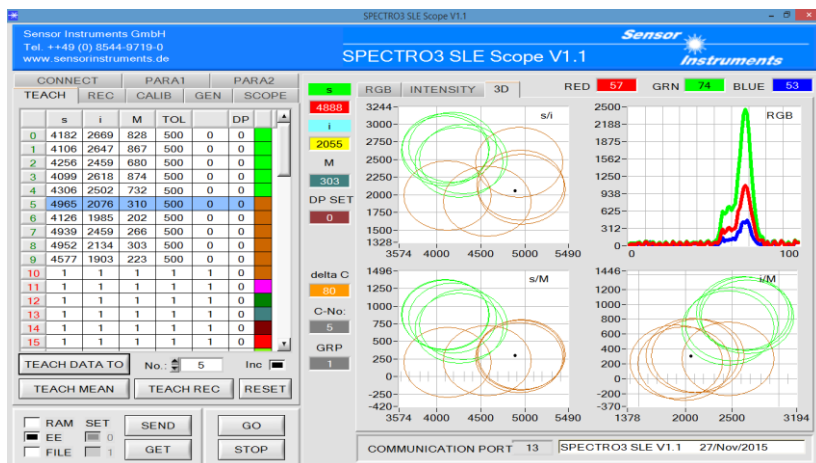 SPECTRO3 SLE Scope V1.1
Sensor Instruments GmbH
Tel. ++49 (0) 8544-9719-0
www.sensorinstruments.de
SPECTRO3 SLE Scope V1.1
Sensor
Instruments
CONNECT PARA1 PARA2
TEACH REC CALIB GEN SCOPE
s i M TOL DP
0 4182 2669 828 500 0 0
1 4106 2647 867 500 0 0
2 4256 2459 680 500 0 0
3 4099 2618 874 500 0 0
4 4306 2502 732 500 0 0
5 4965 2076 310 500 0 0
6 4126 1985 202 500 0 0
7 4939 2459 266 500 0 0
8 4952 2134 303 500 0 0
9 4577 1903 223 500 0 0
10 1 1 1 1 1 0
11 1 1 1 1 1 0
12 1 1 1 1 1 0
13 1 1 1 1 1 0
14 1 1 1 1 1 0
15 1 1 1 1 1 0
TEACH DATA TO No.: 5 Inc
TEACH MEAN TEACH REC RESET
RAM SET SEND GO
EE 0
FILE 1 GET STOP
s
4888
i
2055
M
303
DP SET
0
delta C
80
C-No:
5
GRP
1
RGB INTENSITY 3D RED 57 GRN 74 BLUE 53
s/i
3244
3000
2750
2500
2250
2000
1750
1500
1328
3574 4000 4500 5000 5490
RGB
2500
2188
1875
1562
1250
938
625
312
0
0 100
s/M
1496
1250
1000
750
500
250
0
-250
-420
3574 4000 4500 5000 5490
i/M
1446
1200
1000
800
600
400
200
0
-200
-370
1378 2000 2500 3194
COMMUNICATION PORT 13 SPECTRO3 SLE V1.1 27/Nov/2015